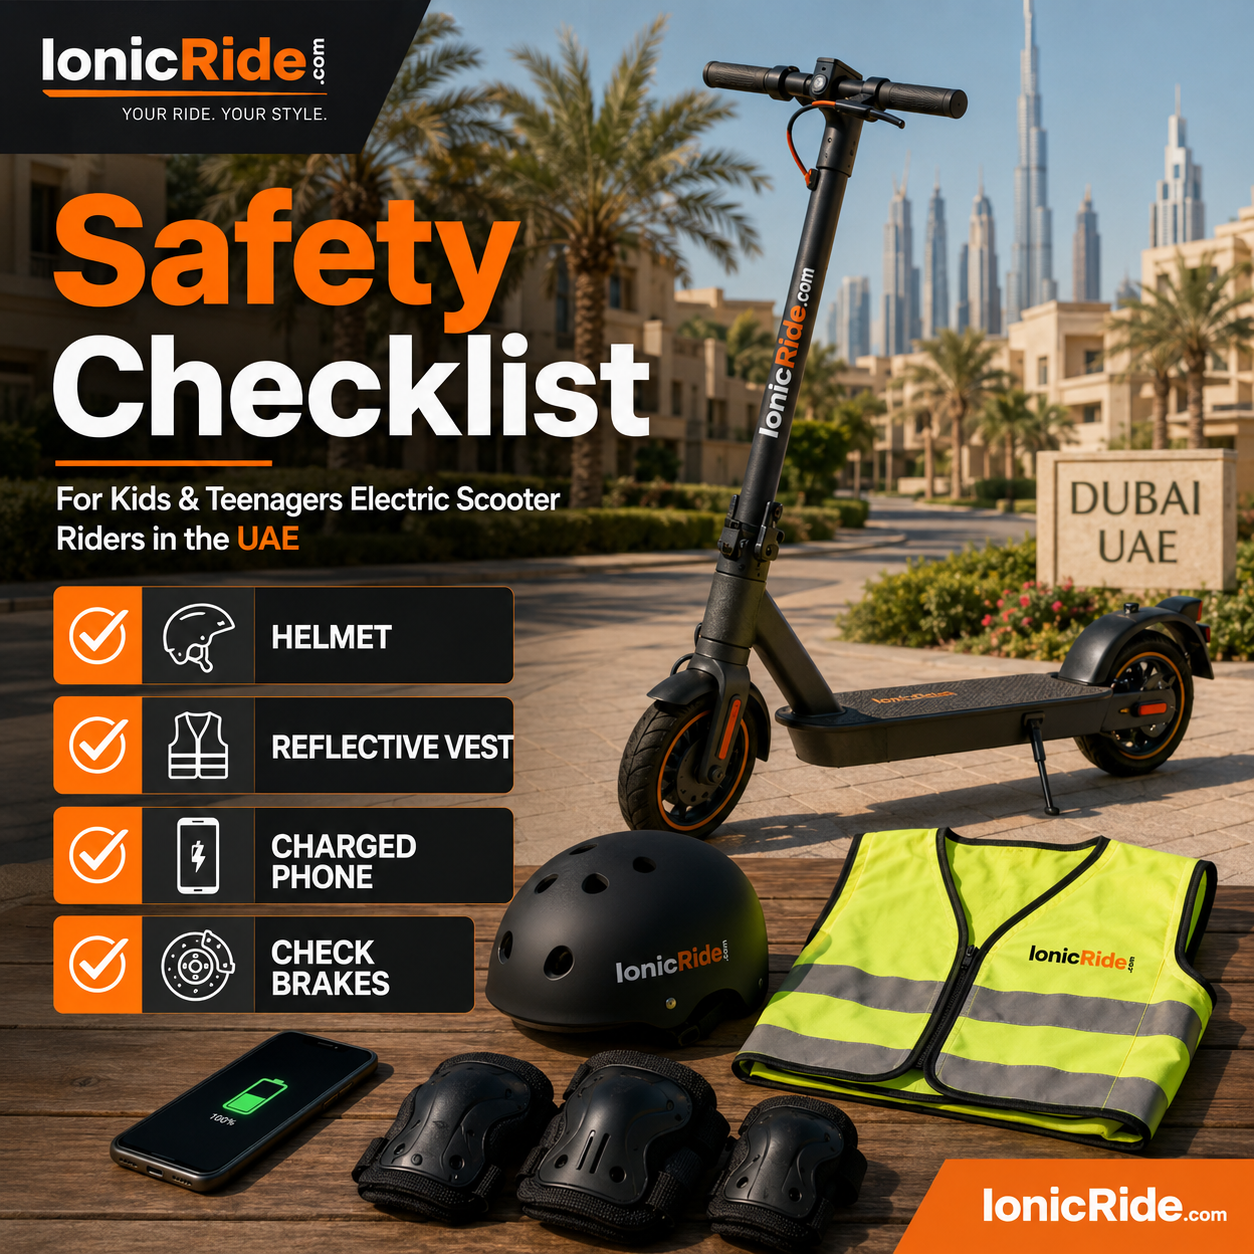 IonicRide.com
YOUR RIDE. YOUR STYLE.
Safety
Checklist
For Kids & Teenagers Electric Scooter
Riders in the UAE
HELMET
REFLECTIVE VEST
CHARGED
PHONE
CHECK
BRAKES
IonicRide.com
DUBAI
UAE
IonicRide.com
IonicRide.com
100%
IonicRide.com